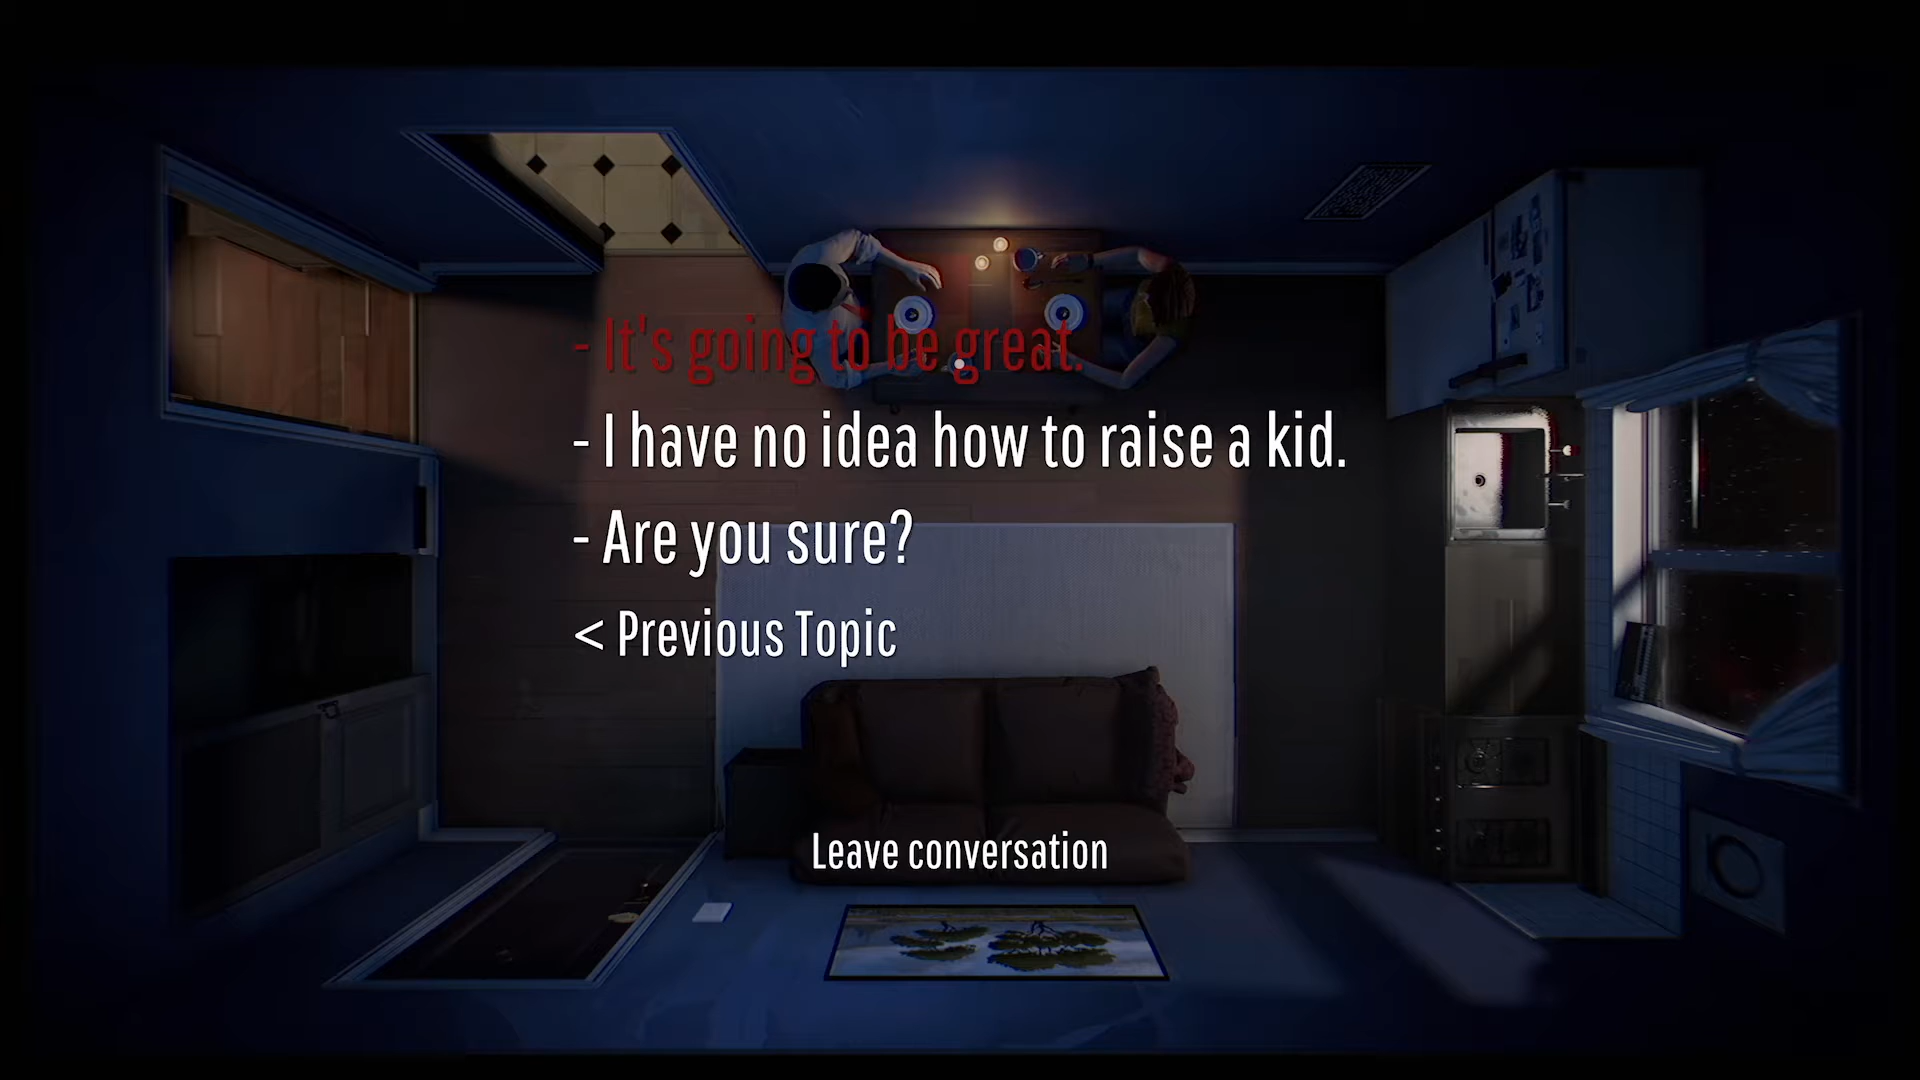 - It's going to be great.
- I have no idea how to raise a kid.
- Are you sure?
< Previous Topic
Leave conversation